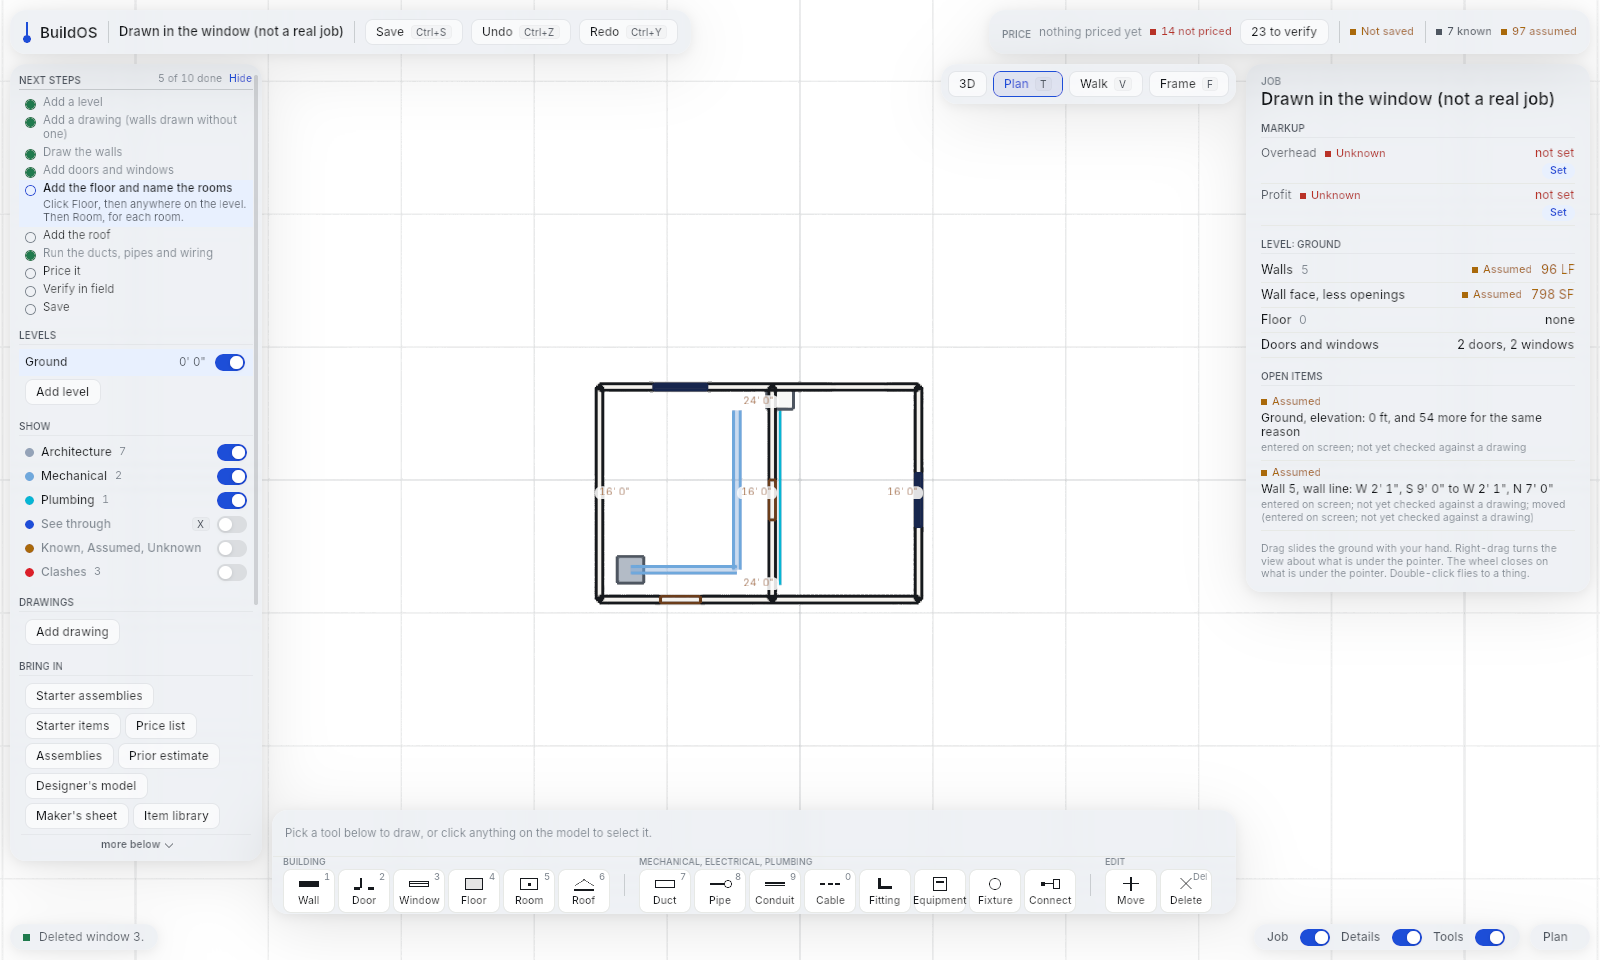 BuildOS
Drawn in the window (not a real job)
Save Ctrl+S
Undo Ctrl+Z
Redo Ctrl+Y
PRICE nothing priced yet 14 not priced 23 to verify Not saved 7 known 97 assumed
NEXT STEPS 5 of 10 done Hide
Add a level
Add a drawing (walls drawn without
one)
Draw the walls
Add doors and windows
Add the floor and name the rooms
Click Floor, then anywhere on the level.
Then Room, for each room.
Add the roof
Run the ducts, pipes and wiring
Price it
Verify in field
Save
LEVELS
Ground 0' 0"
Add level
SHOW
Architecture 7
Mechanical 2
Plumbing 1
See through X
Known, Assumed, Unknown
Clashes 3
DRAWINGS
Add drawing
BRING IN
Starter assemblies
Starter items Price list
Assemblies Prior estimate
Designer's model
Maker's sheet Item library
more below
Deleted window 3.
3D Plan T Walk V Frame F
24' 0"
16' 0" 16' 0" 16' 0"
24' 0"
JOB
Drawn in the window (not a real job)
MARKUP
Overhead Unknown not set
Set
Profit Unknown not set
Set
LEVEL: GROUND
Walls 5 Assumed 96 LF
Wall face, less openings Assumed 798 SF
Floor 0 none
Doors and windows 2 doors, 2 windows
OPEN ITEMS
Assumed
Ground, elevation: 0 ft, and 54 more for the same
reason
entered on screen; not yet checked against a drawing
Assumed
Wall 5, wall line: W 2' 1", S 9' 0" to W 2' 1", N 7' 0"
entered on screen; not yet checked against a drawing; moved
(entered on screen; not yet checked against a drawing)
Drag slides the ground with your hand. Right-drag turns the
view about what is under the pointer. The wheel closes on
what is under the pointer. Double-click flies to a thing.
Pick a tool below to draw, or click anything on the model to select it.
BUILDING MECHANICAL, ELECTRICAL, PLUMBING EDIT
1 2 3 4 5 6 7 8 9 0 Del
Wall Door Window Floor Room Roof Duct Pipe Conduit Cable Fitting Equipment Fixture Connect Move Delete
Job Details Tools Plan